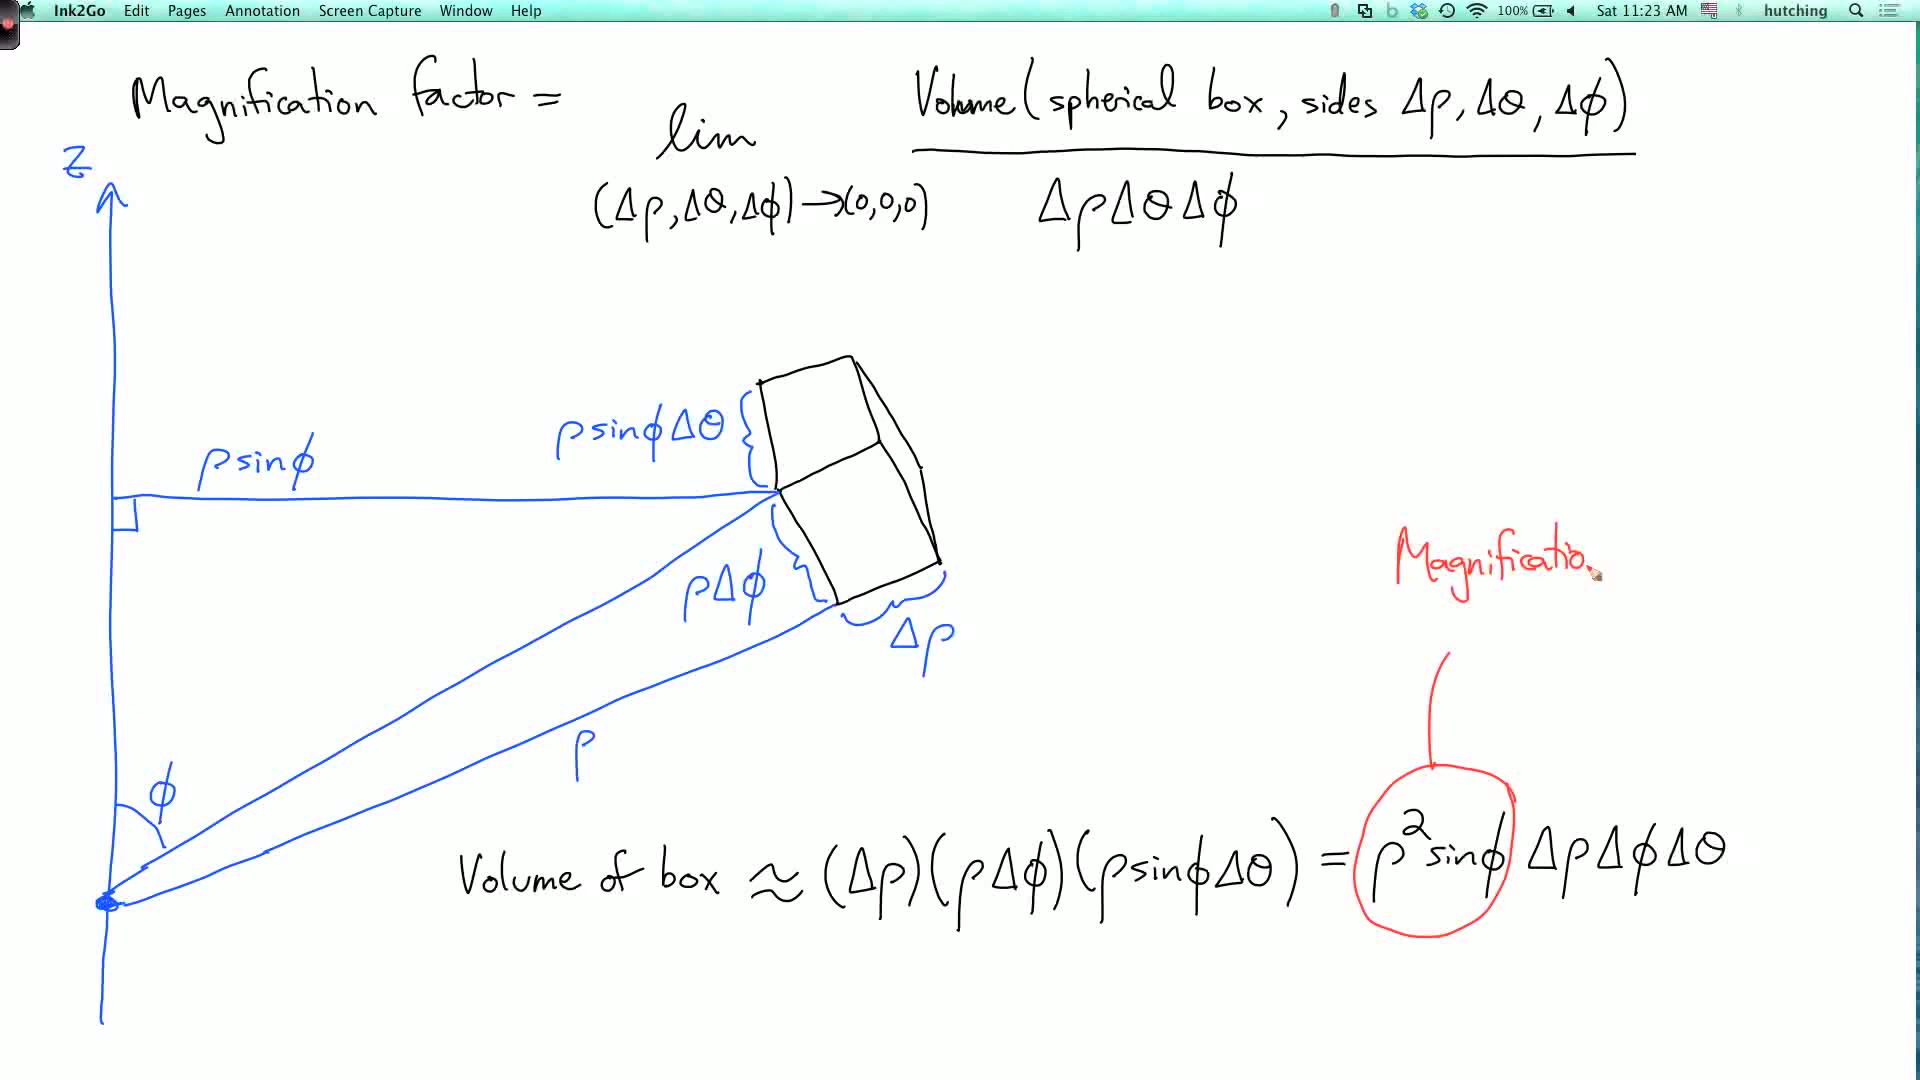 Ink2Go Edit Pages Annotation Screen Capture Window Help 100% Sat 11:23 AM hutching
Magnification factor =
lim
(Δρ, Δθ, Δϕ) → (0,0,0)
Volume (spherical box, sides Δρ, Δθ, Δϕ)
ΔρΔθΔϕ
z
ρsinϕΔθ
ρsinϕ
ρΔϕ
Δρ
ρ
ϕ
Magnificatio
Volume of box ≈ (Δρ)(ρΔϕ)(ρsinϕΔθ) = ρ²sinϕ ΔρΔϕΔθ